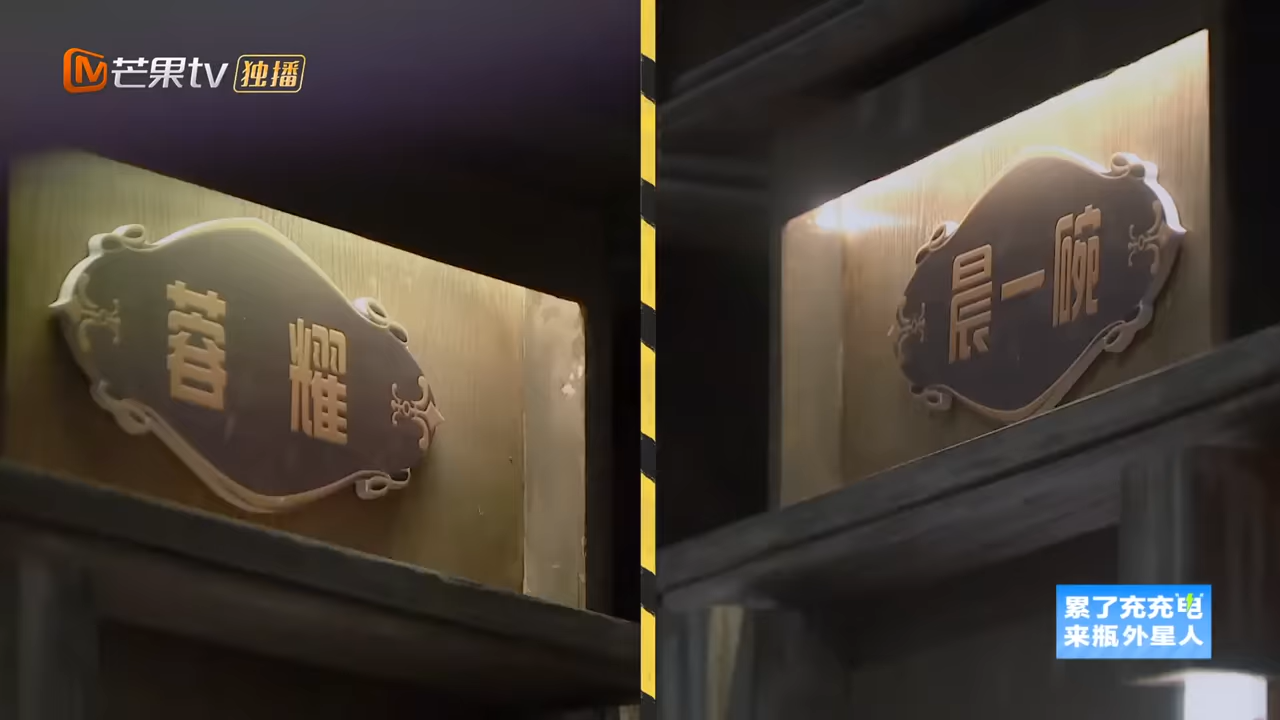 芒果tv 独播
蓉耀
晨一碗
累了充充电
来瓶外星人